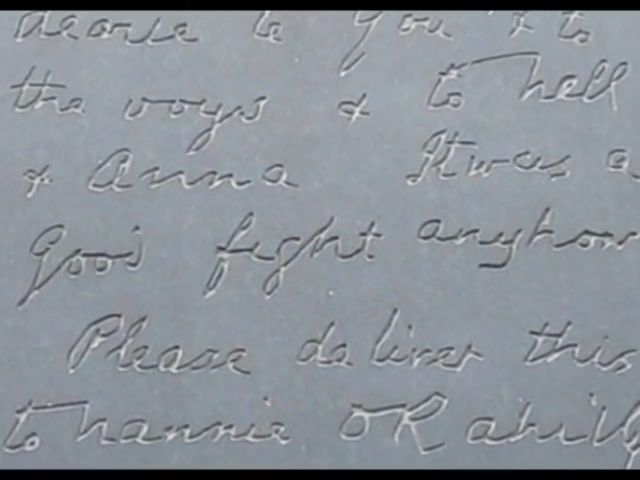 dearie to you & to
the boys & to Nell
& Anna It was a
good fight anyhow
Please deliver this
to Nannie O'Rahilly